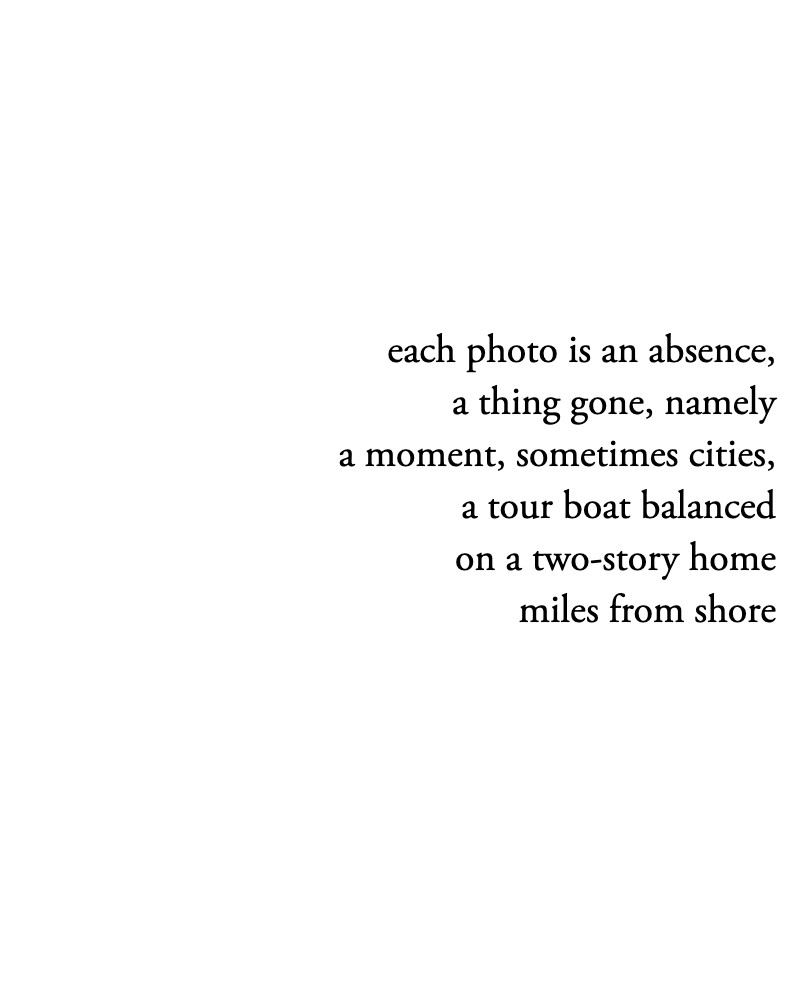 each photo is an absence,
a thing gone, namely
a moment, sometimes cities,
a tour boat balanced
on a two-story home
miles from shore